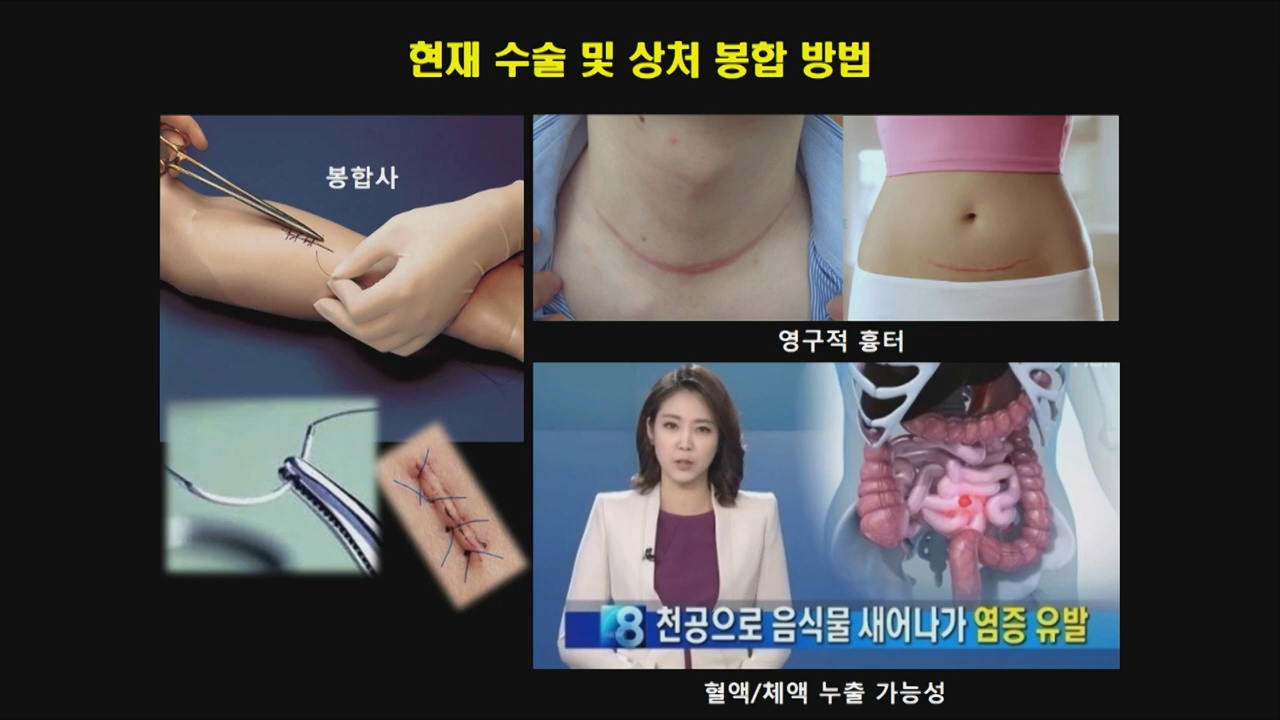 현재 수술 및 상처 봉합 방법
봉합사
영구적 흉터
8 천공으로 음식물 새어나가 염증 유발
혈액/체액 누출 가능성